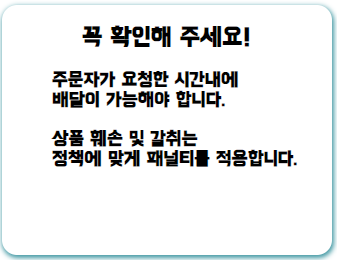 꼭 확인해 주세요!
주문자가 요청한 시간내에
배달이 가능해야 합니다.
상품 훼손 및 갈취는
정책에 맞게 패널티를 적용합니다.